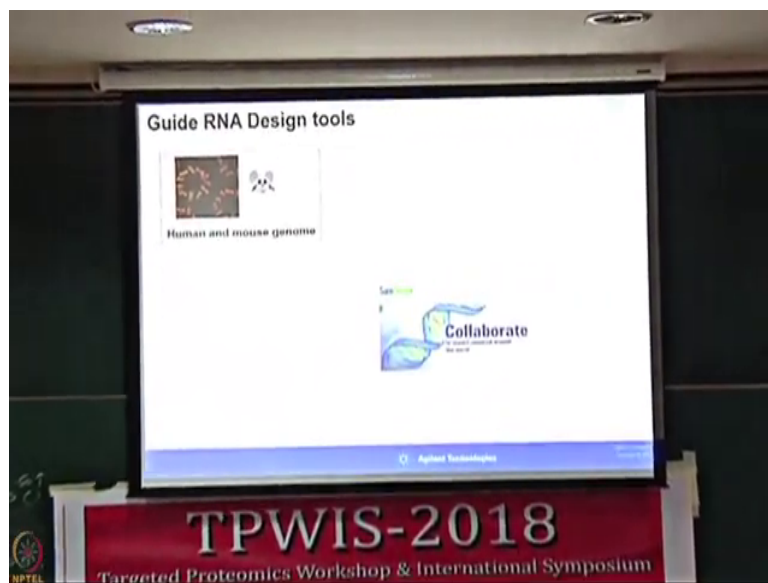 Guide RNA Design tools
Human and mouse genome
Collaborate
Agilent Technologies
TPWIS-2018
Targeted Proteomics Workshop & International Symposium
NPTEL